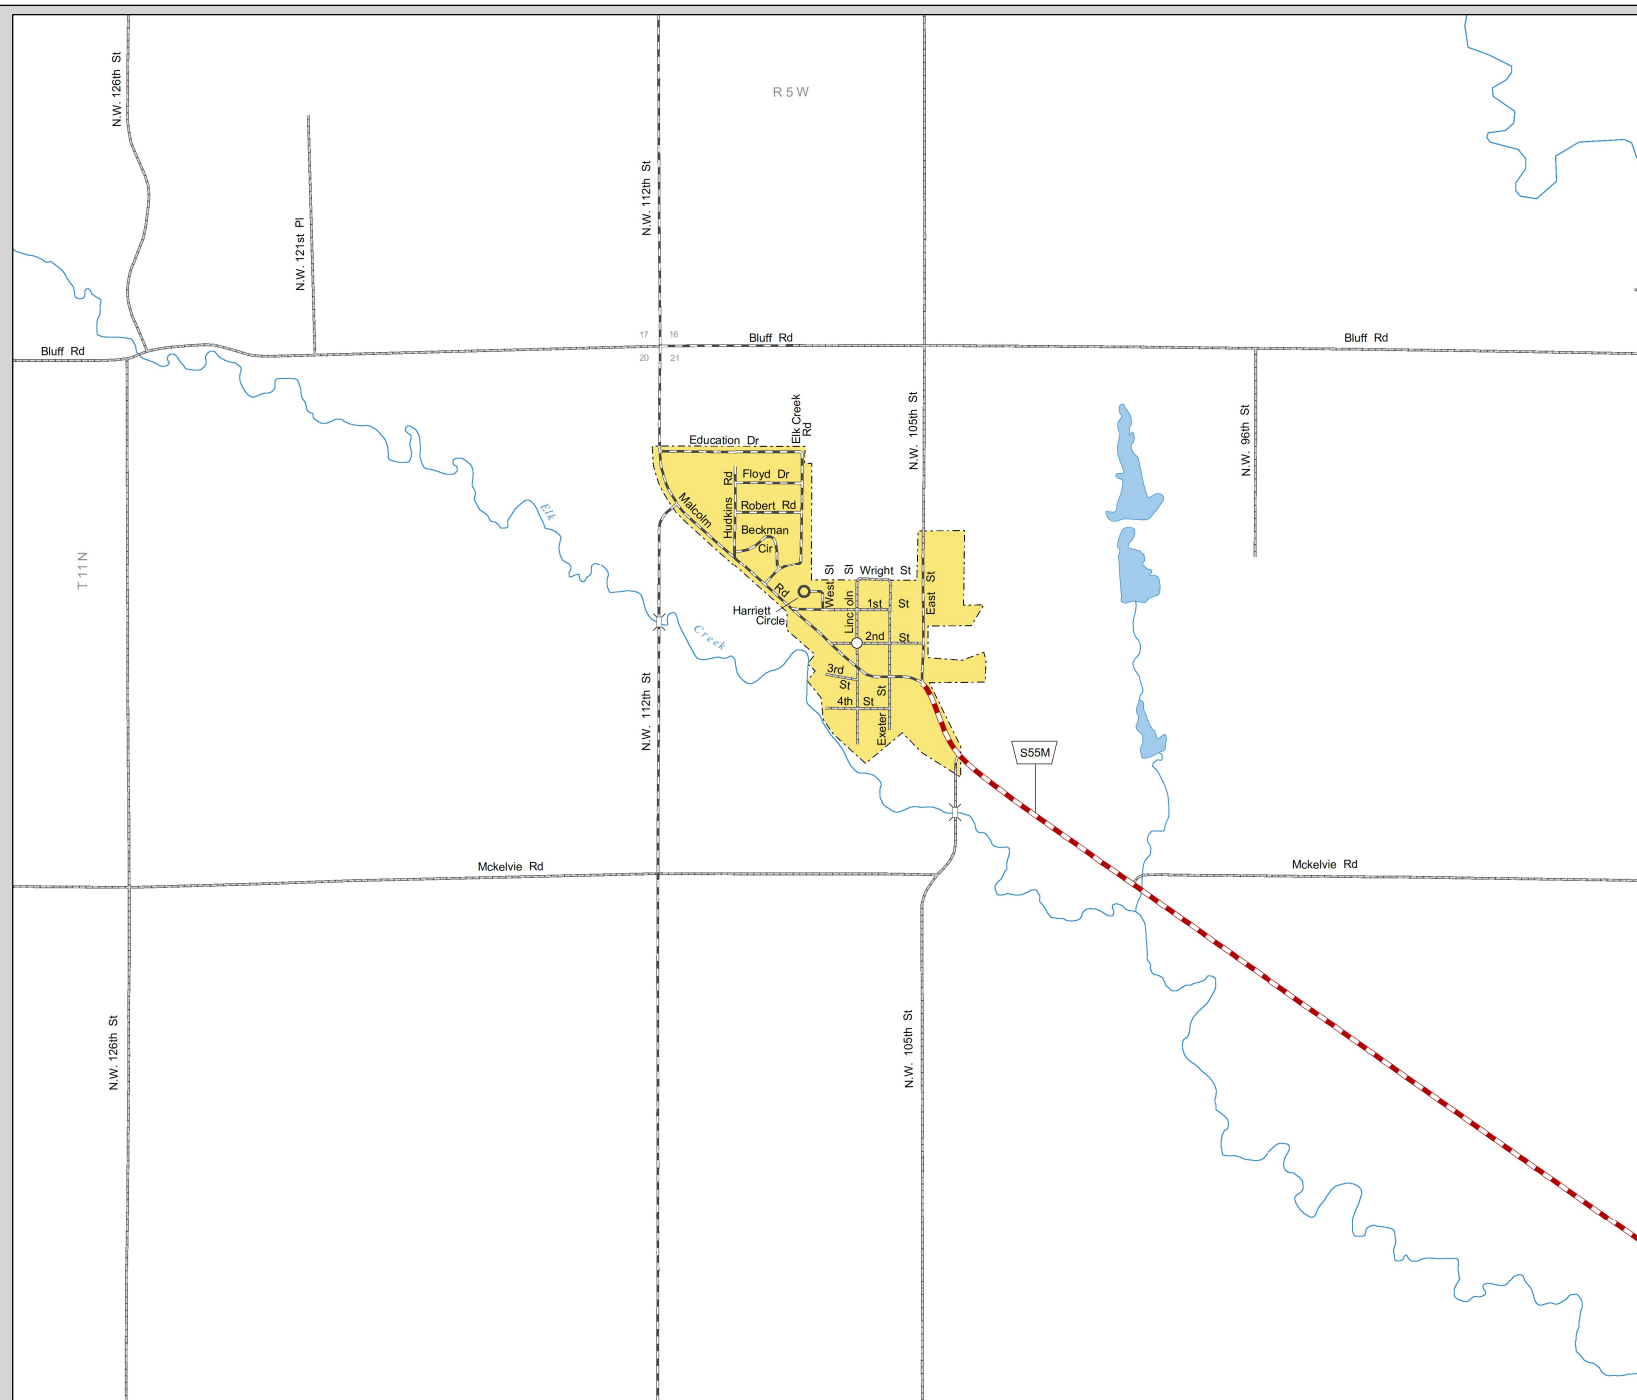 N.W. 126th St
R 5 W
N.W. 112th St
N.W. 121st Pl
17
16
Bluff Rd
Bluff Rd
Bluff Rd
20
21
Elk Creek
Rd
N.W. 105th St
N.W. 96th St
Education Dr
Floyd Dr
Hudkins Rd
Malcolm
Rd
Robert Rd
Beckman
Cir
Elk
Creek
T 11 N
West St
Wright St
Lincoln St
East St
1st St
Harriett
Circle
2nd St
3rd
St
4th St
Exeter St
N.W. 112th St
S55M
Mckelvie Rd
Mckelvie Rd
N.W. 126th St
N.W. 105th St